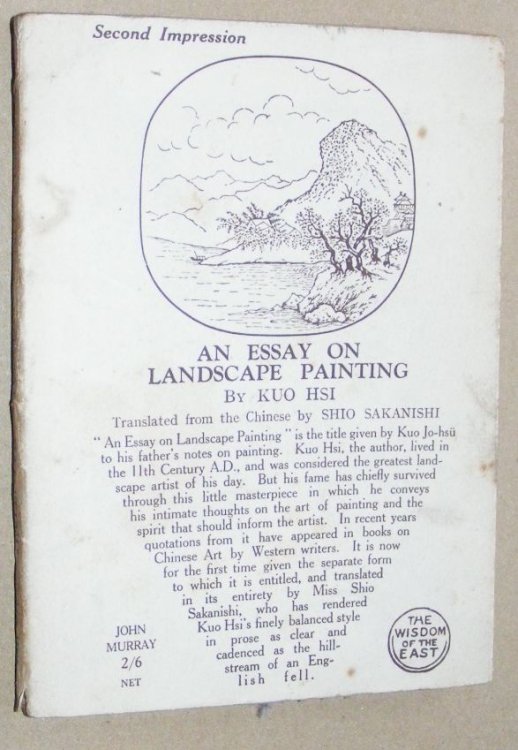 Second Impression
AN ESSAY ON
LANDSCAPE PAINTING
By KUO HSI
Translated from the Chinese by SHIO SAKANISHI
" An Essay on Landscape Painting " is the title given by Kuo Jo-hsü
to his father's notes on painting. Kuo Hsi, the author, lived in
the 11th Century A.D., and was considered the greatest land-
scape artist of his day. But his fame has chiefly survived
through this little masterpiece in which he conveys
his intimate thoughts on the art of painting and the
spirit that should inform the artist. In recent years
quotations from it have appeared in books on
Chinese Art by Western writers. It is now
for the first time given the separate form
to which it is entitled, and translated
in its entirety by Miss Shio
Sakanishi, who has rendered
Kuo Hsi's finely balanced style
in prose as clear and
cadenced as the hill-
stream of an Eng-
lish fell.
JOHN
MURRAY
2/6
NET
THE
WISDOM
OF THE
EAST